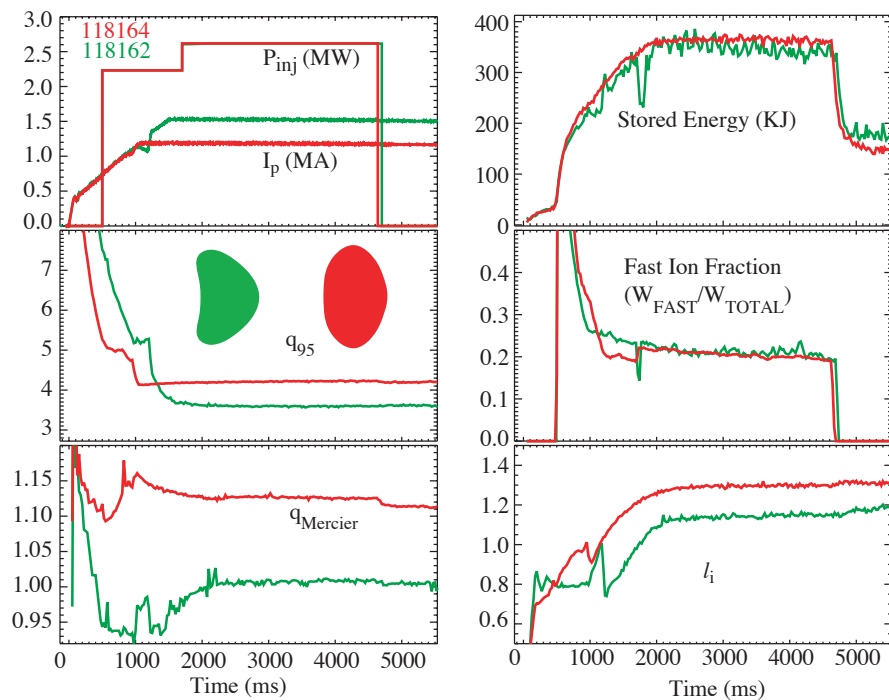 118164
118162
P_inj (MW)
I_p (MA)
3.0
2.5
2.0
1.5
1.0
0.5
0.0
q_95
7
6
5
4
3
q_Mercier
1.15
1.10
1.05
1.00
0.95
0 1000 2000 3000 4000 5000
Time (ms)
Stored Energy (KJ)
400
300
200
100
0
Fast Ion Fraction
(W_FAST/W_TOTAL)
0.4
0.3
0.2
0.1
0.0
l_i
1.4
1.2
1.0
0.8
0.6
0 1000 2000 3000 4000 5000
Time (ms)